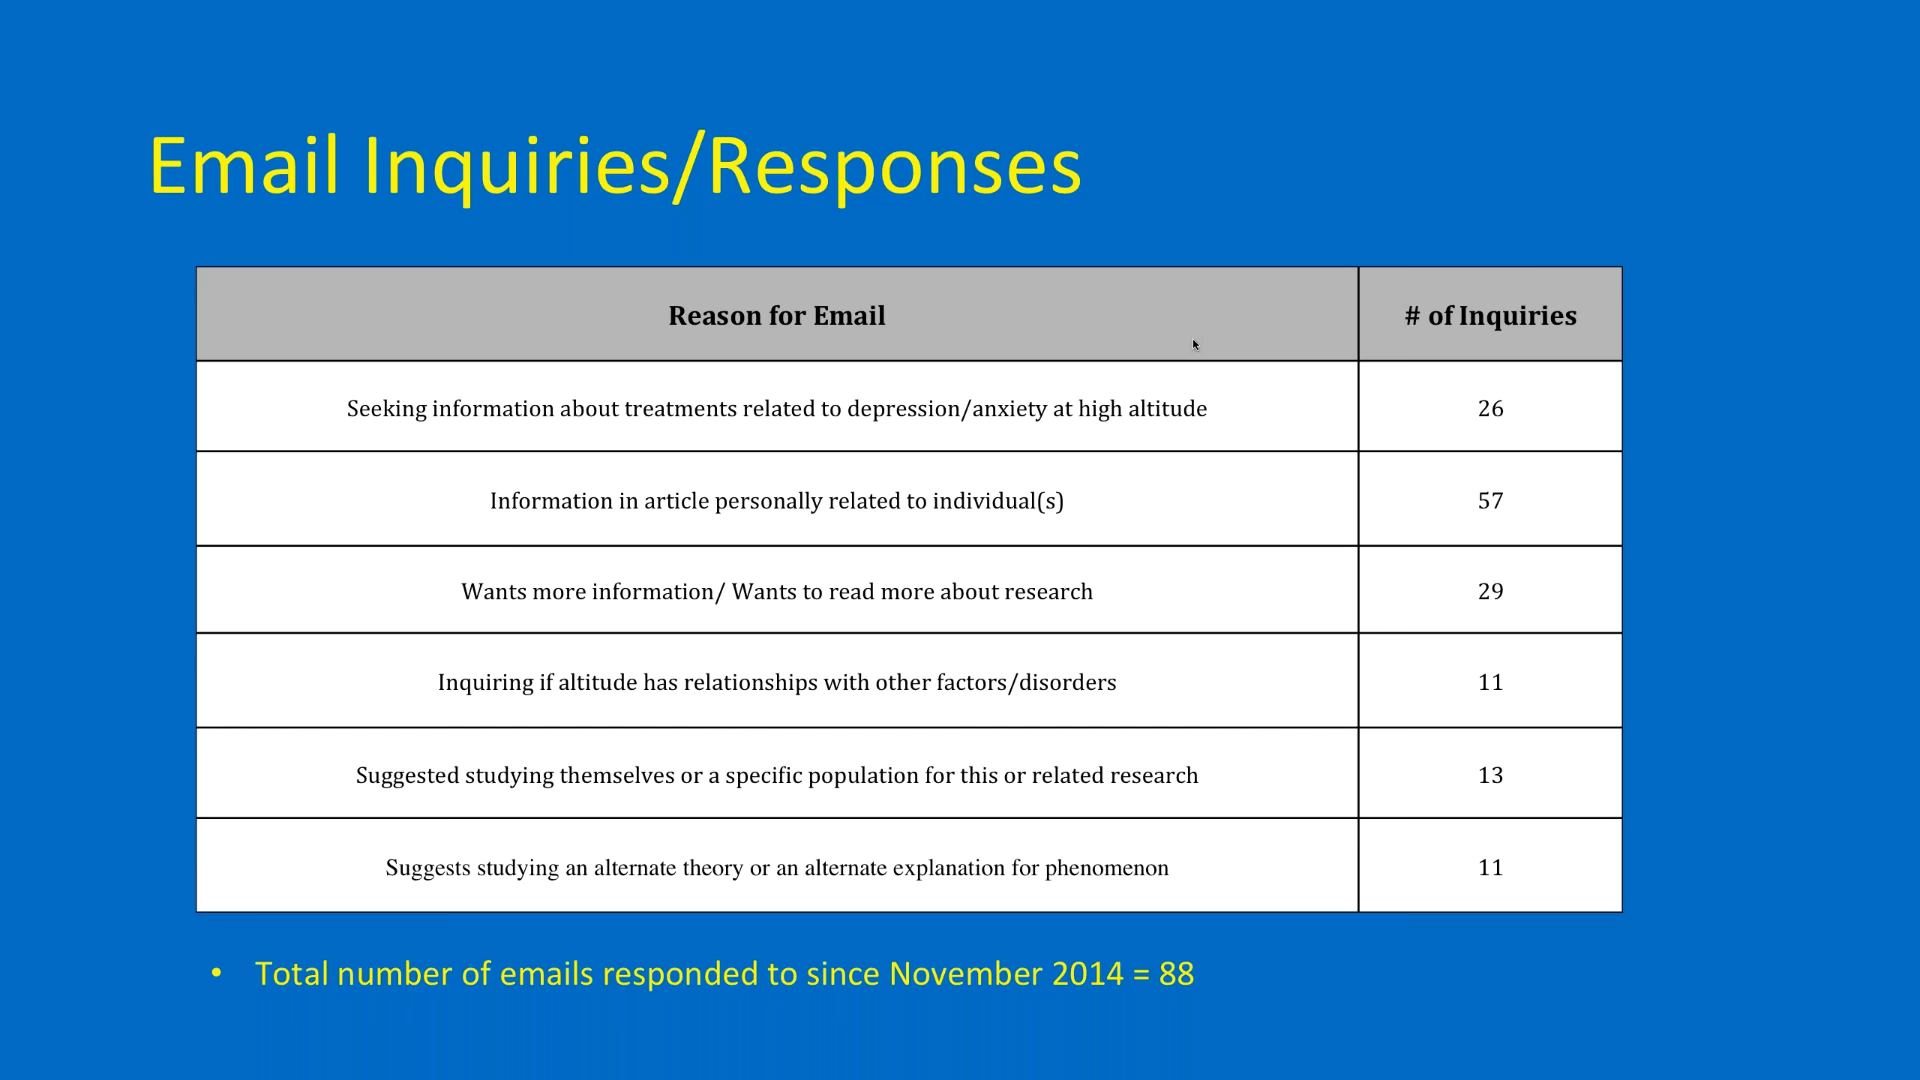 Email Inquiries/Responses
Reason for Email # of Inquiries
Seeking information about treatments related to depression/anxiety at high altitude 26
Information in article personally related to individual(s) 57
Wants more information/ Wants to read more about research 29
Inquiring if altitude has relationships with other factors/disorders 11
Suggested studying themselves or a specific population for this or related research 13
Suggests studying an alternate theory or an alternate explanation for phenomenon 11
• Total number of emails responded to since November 2014 = 88